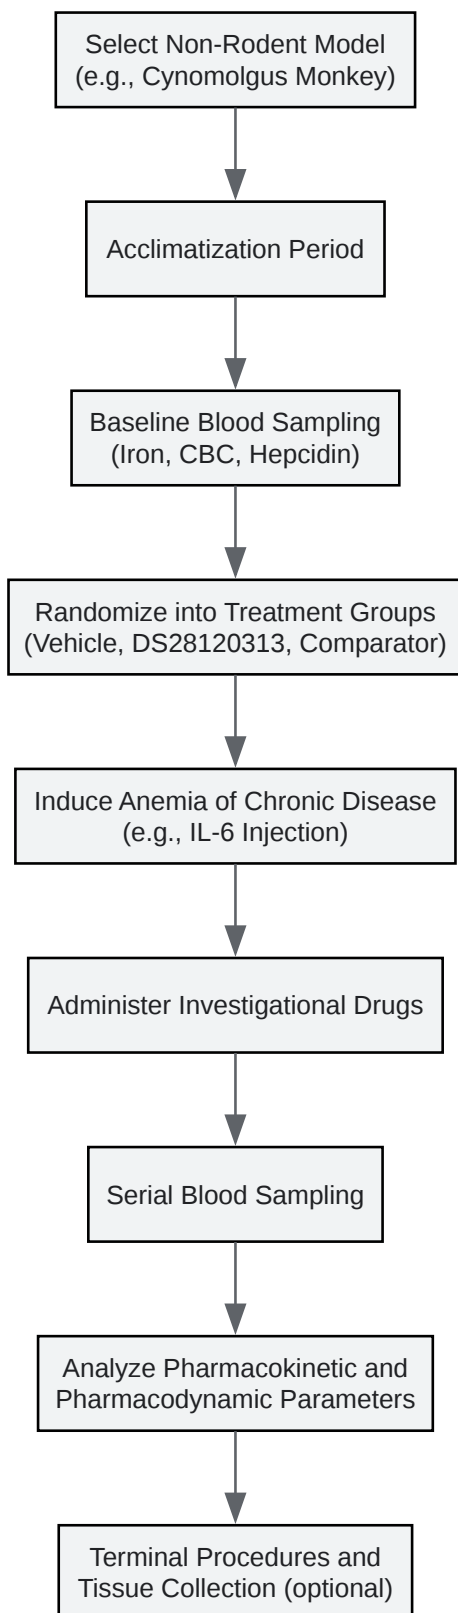 Select Non-Rodent Model
(e.g., Cynomolgus Monkey)
Acclimatization Period
Baseline Blood Sampling
(Iron, CBC, Hepcidin)
Randomize into Treatment Groups
(Vehicle, DS28120313, Comparator)
Induce Anemia of Chronic Disease
(e.g., IL-6 Injection)
Administer Investigational Drugs
Serial Blood Sampling
Analyze Pharmacokinetic and
Pharmacodynamic Parameters
Terminal Procedures and
Tissue Collection (optional)